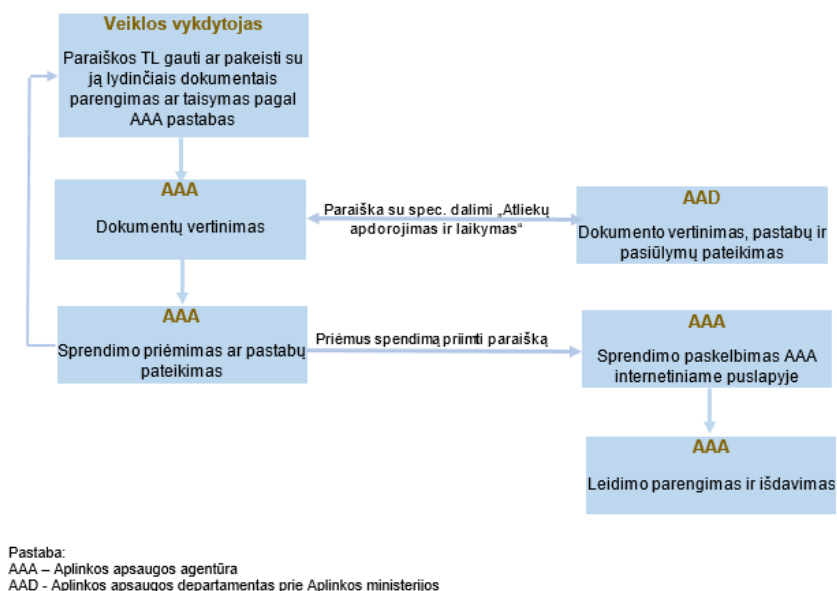 Veiklos vykdytojas
Paraiškos TL gauti ar pakeisti su
ją lydinčiais dokumentais
parengimas ar taisymas pagal
AAA pastabas
AAA
Dokumentų vertinimas
Paraiška su spec. dalimi „Atliekų
apdorojimas ir laikymas“
AAD
Dokumento vertinimas, pastabų ir
pasiūlymų pateikimas
AAA
Sprendimo priėmimas ar pastabų
pateikimas
Priėmus spendimą priimti paraišką
AAA
Sprendimo paskelbimas AAA
internetiniame puslapyje
AAA
Leidimo parengimas ir išdavimas
Pastaba:
AAA – Aplinkos apsaugos agentūra
AAD - Aplinkos apsaugos departamentas prie Aplinkos ministerijos